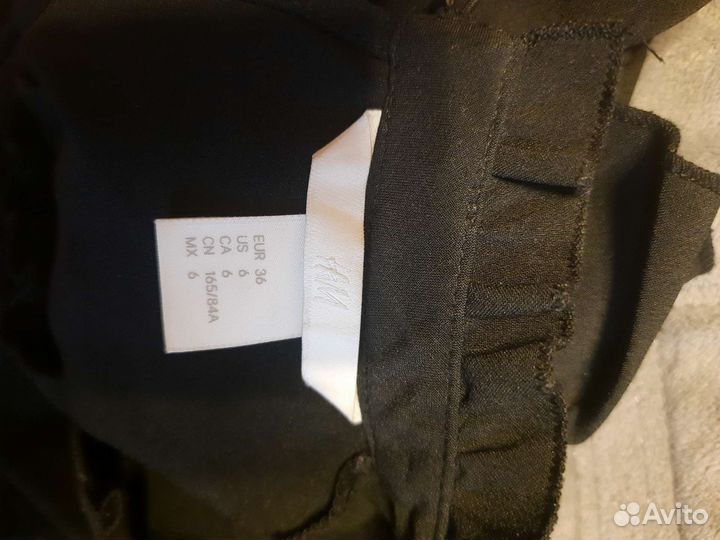 H&M
EUR 36
US 6
CA 6
CN 165/84A
MX 6
Avito